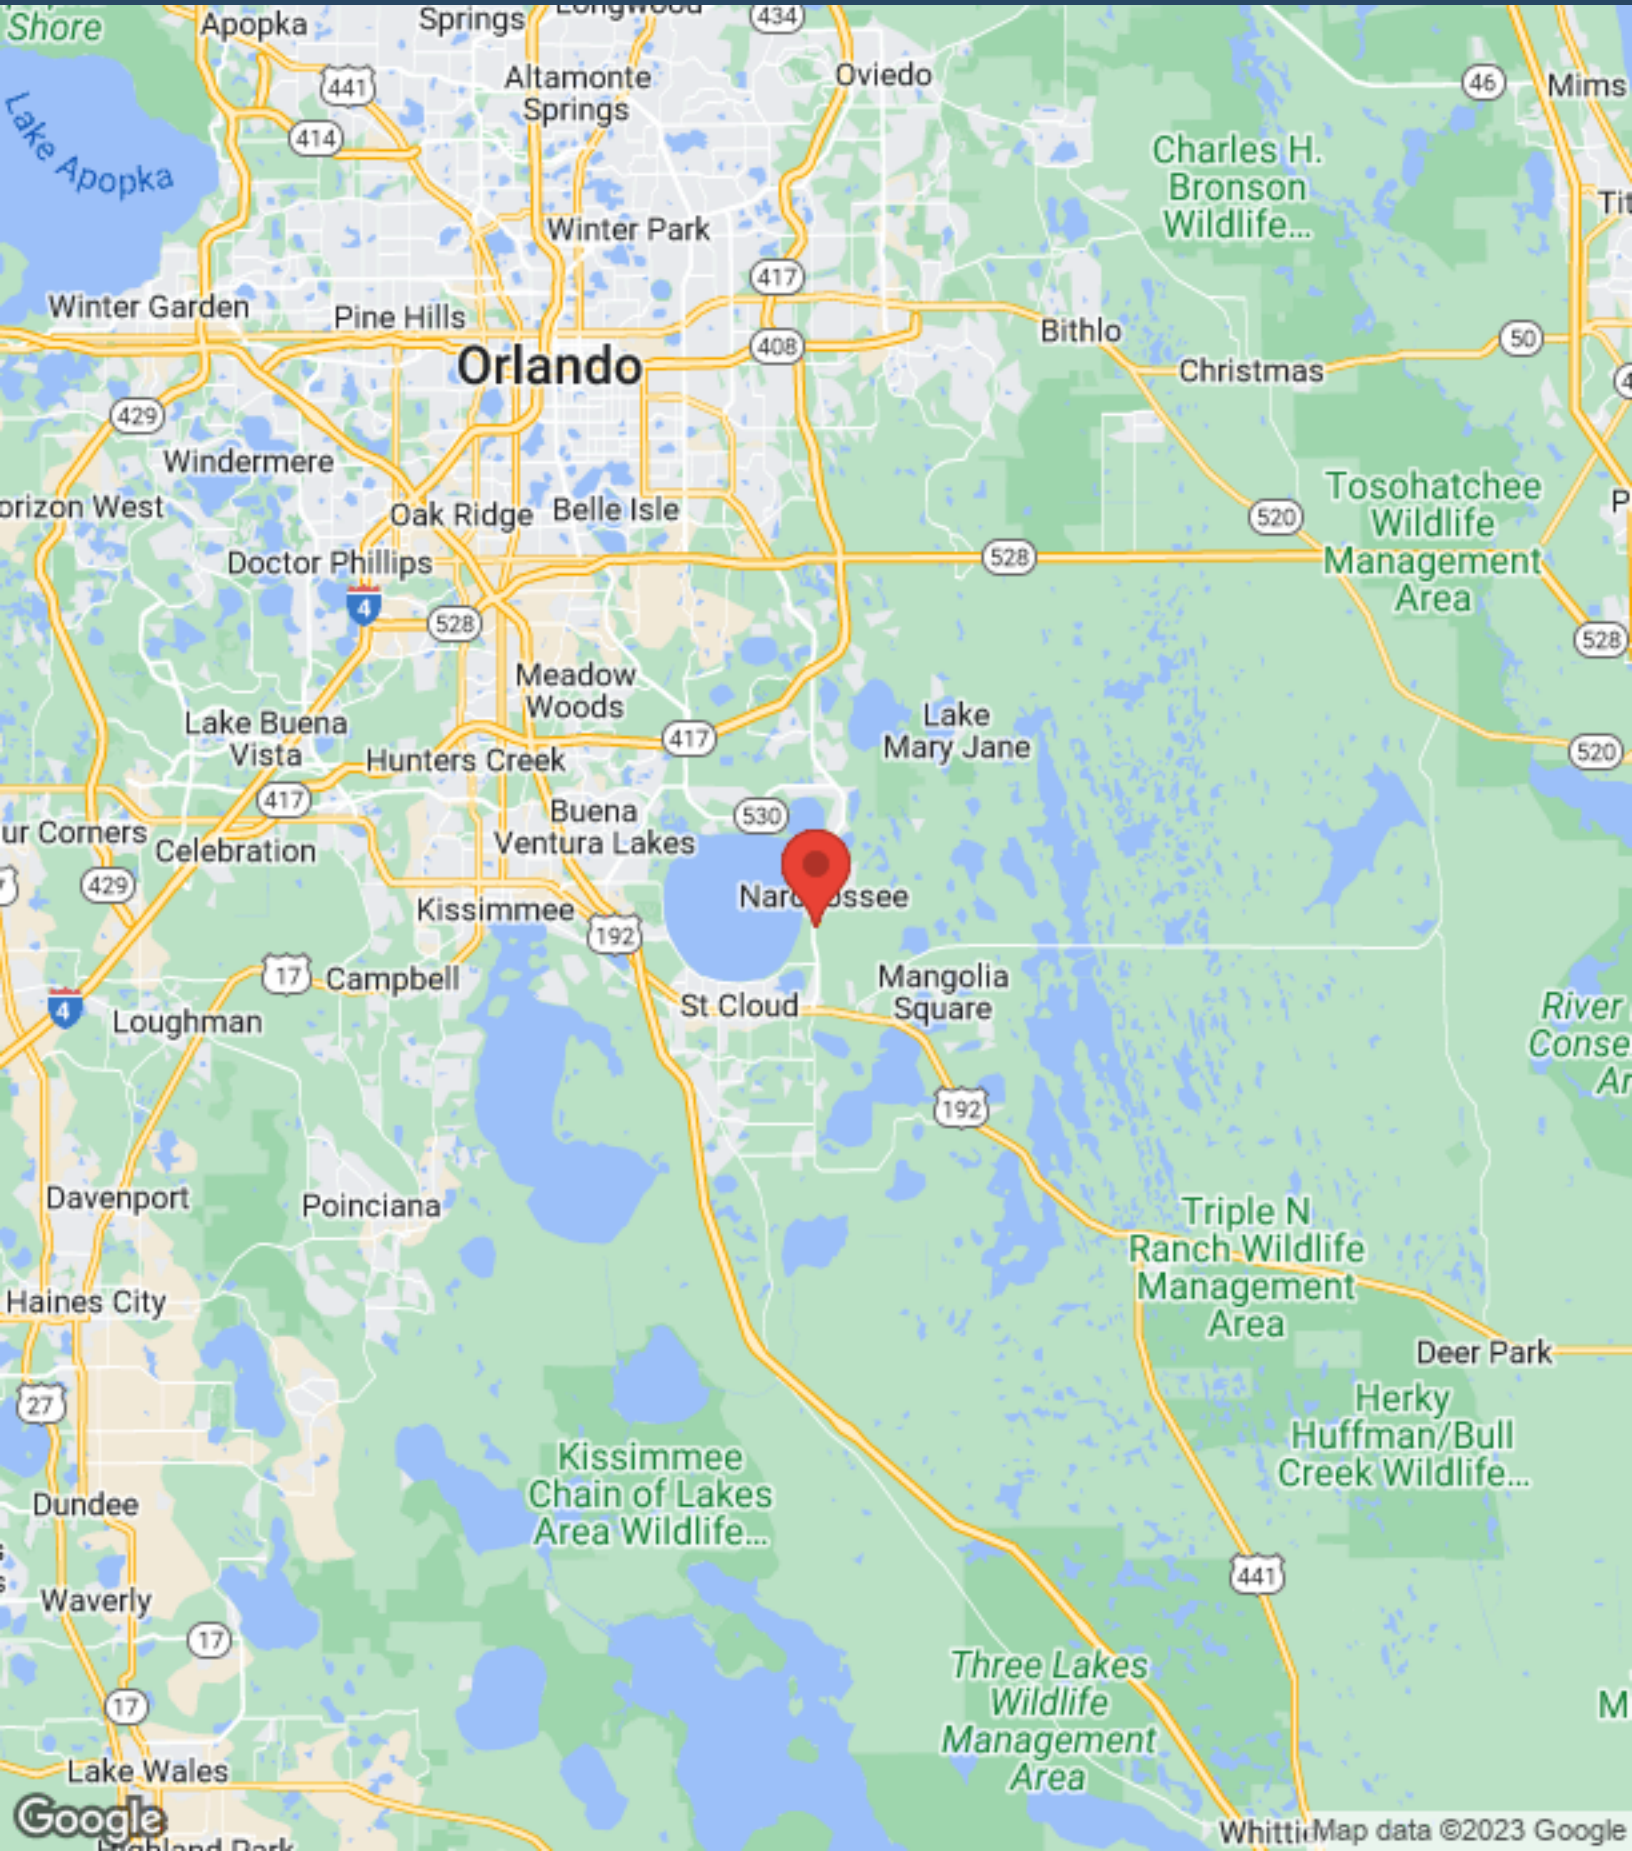 Shore
Apopka
Springs
434
Oviedo
46
Mims
441
Altamonte
Springs
414
Lake Apopka
Charles H.
Bronson
Wildlife...
Winter Park
417
Winter Garden
Pine Hills
Orlando
408
Bithlo
50
Christmas
429
Windermere
Tosohatchee
Wildlife
Management
Area
orizon West
Oak Ridge
Belle Isle
520
Doctor Phillips
528
4
528
528
Meadow
Woods
Lake Buena
Vista
417
Lake
Mary Jane
520
Hunters Creek
417
Buena
Ventura Lakes
530
ur Corners
Celebration
429
Kissimmee
192
17
Campbell
St Cloud
Mangolia
Square
4
Loughman
River
Conse
Ar
192
Davenport
Poinciana
Triple N
Ranch Wildlife
Management
Area
Haines City
Deer Park
27
Herky
Huffman/Bull
Creek Wildlife...
Kissimmee
Chain of Lakes
Area Wildlife...
Dundee
441
Waverly
17
Three Lakes
Wildlife
Management
Area
17
Lake Wales
Google
Map data ©2023 Google